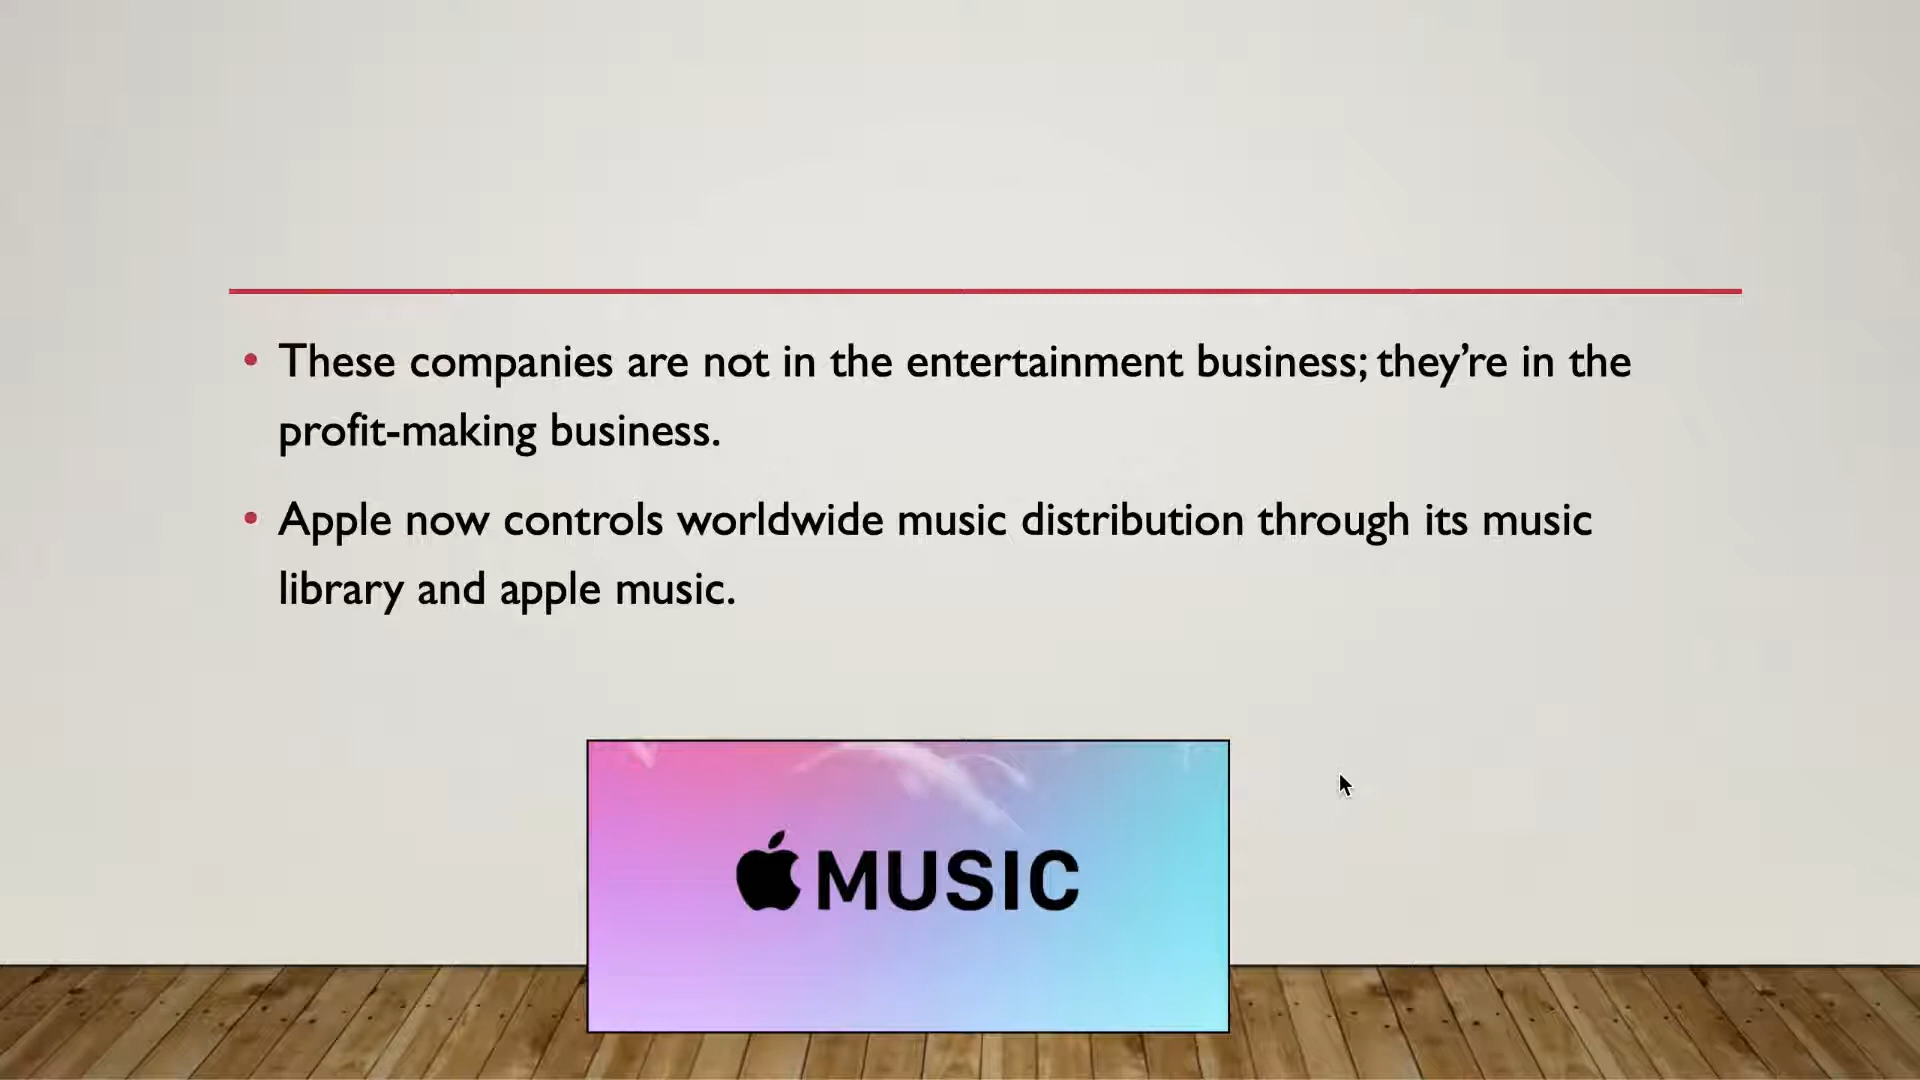 • These companies are not in the entertainment business; they’re in the
profit-making business.
• Apple now controls worldwide music distribution through its music
library and apple music.
MUSIC